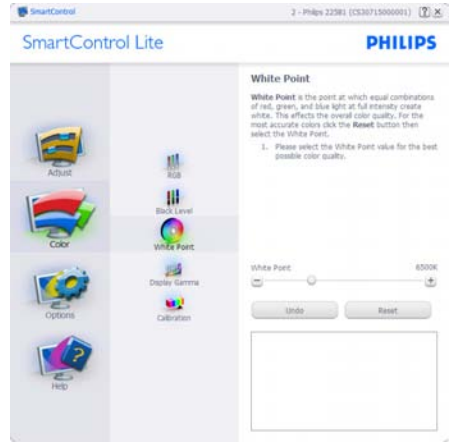 SmartControl
2 - Philips 225B1 (CS30715000001)
SmartControl Lite
PHILIPS
Adjust
Color
Options
Help
RGB
Black Level
White Point
Display Gamma
Calibration
White Point
White Point is the point at which equal combinations
of red, green, and blue light at full intensity create
white. This effects the overall color quality. For the
most accurate colors click the Reset button then
select the White Point.
1. Please select the White Point value for the best
possible color quality.
White Point 6500K
Undo Reset